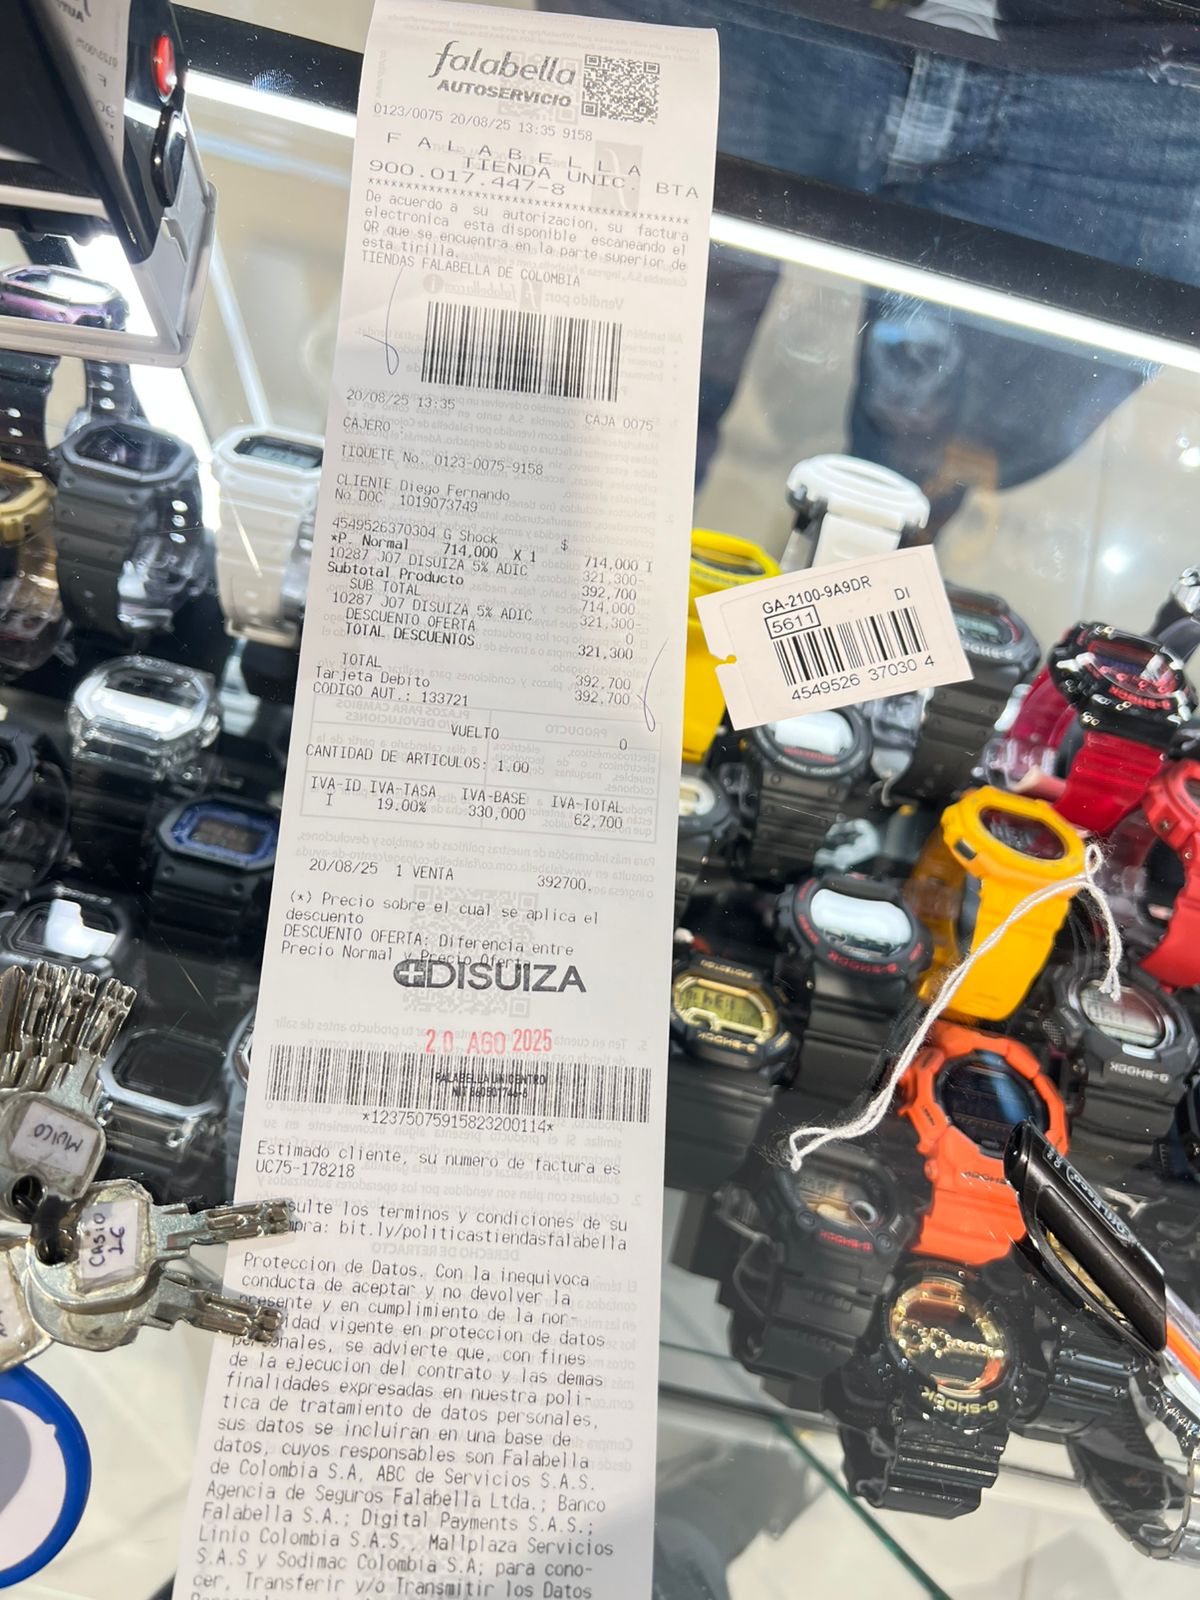 falabella
AUTOSERVICIO
0123/0075 20/08/25 13:35 9158
F A L A B E L L A
TIENDA UNIC. BTA
900.017.447-8
****************************************
De acuerdo a su autorizacion, su factura
electronica esta disponible escaneando el
QR que se encuentra en la parte superior de
esta tirilla.
TIENDAS FALABELLA DE COLOMBIA
20/08/25 13:35 CAJA 0075
CAJERO
TIQUETE No. 0123-0075-9158
CLIENTE Diego Fernando
No DOC 1019073749
4549526370304 G Shock $
*P. Normal 714,000 X 1 714,000 I
10287 J07 DISUIZA 5% ADIC 321,300-
Subtotal Producto 392,700
SUB TOTAL 714,000
10287 J07 DISUIZA 5% ADIC 321,300-
DESCUENTO OFERTA 0
TOTAL DESCUENTOS 321,300
TOTAL 392,700
Tarjeta Debito 392,700
CODIGO AUT.: 133721
VUELTO 0
CANTIDAD DE ARTICULOS: 1.00
IVA-ID IVA-TASA IVA-BASE IVA-TOTAL
I 19.00% 330,000 62,700
20/08/25 1 VENTA 392700.
(*) Precio sobre el cual se aplica el
descuento
DESCUENTO OFERTA: Diferencia entre
Precio Normal y Precio Oferta
DISUIZA
20 AGO 2025
FALABELLA UNICENTRO
*12375075915823200114*
Estimado cliente, su numero de factura es
UC75-178218
sulte los terminos y condiciones de su
mpra: bit.ly/politicastiendasfalabella
Proteccion de Datos. Con la inequivoca
conducta de aceptar y no devolver la
presente y en cumplimiento de la nor-
idad vigente en proteccion de datos
personales, se advierte que, con fines
de la ejecucion del contrato y las demas
finalidades expresadas en nuestra poli-
tica de tratamiento de datos personales,
sus datos se incluiran en una base de
datos, cuyos responsables son Falabella
de Colombia S.A, ABC de Servicios S.A.S.
Agencia de Seguros Falabella Ltda.; Banco
Falabella S.A.; Digital Payments S.A.S.;
Linio Colombia S.A.S., Mallplaza Servicios
S.A.S y Sodimac Colombia S.A; para cono-
cer, Transferir y/o Transmitir los Datos
GA-2100-9A9DR
5611 DI
4549526 37030 4
MUICO
CASIO
26
G-SHOCK
G-SHOCK
G-SHOCK
G-SHOCK